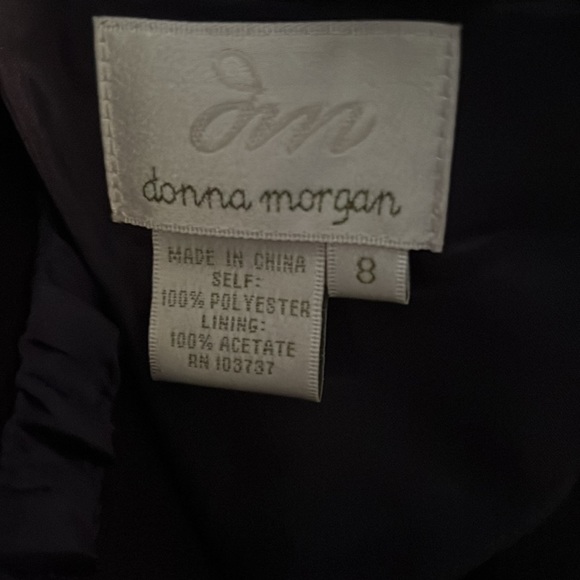 dm
donna morgan
MADE IN CHINA
SELF:
100% POLYESTER
LINING:
100% ACETATE
RN 103737
8